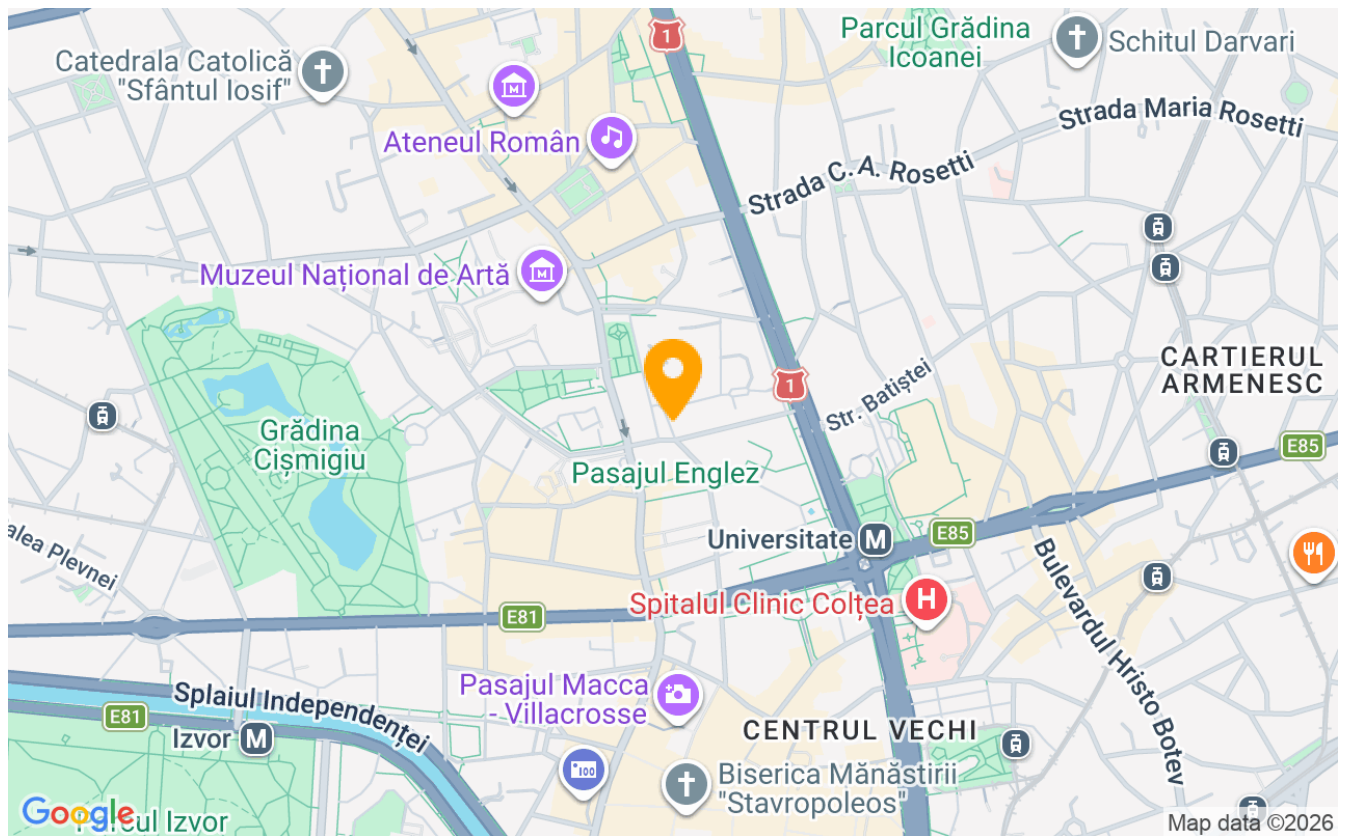 1
Parcul Grădina
Icoanei
Schitul Darvari
Catedrala Catolică
"Sfântul Iosif"
M
Ateneul Român
Strada Maria Rosetti
Strada C. A. Rosetti
Muzeul Național de Artă
M
CARTIERUL
ARMENESC
1
Str. Batiștei
Grădina
Cișmigiu
E85
Pasajul Englez
Universitate M
E85
alea Plevnei
Bulevardul Hristo Botev
E81
Spitalul Clinic Colțea H
Splaiul Independenței
Pasajul Macca
- Villacrosse
E81
Izvor M
CENTRUL VECHI
100
Biserica Mănăstirii
"Stavropoleos"
Google
Parcul Izvor
Map data ©2026